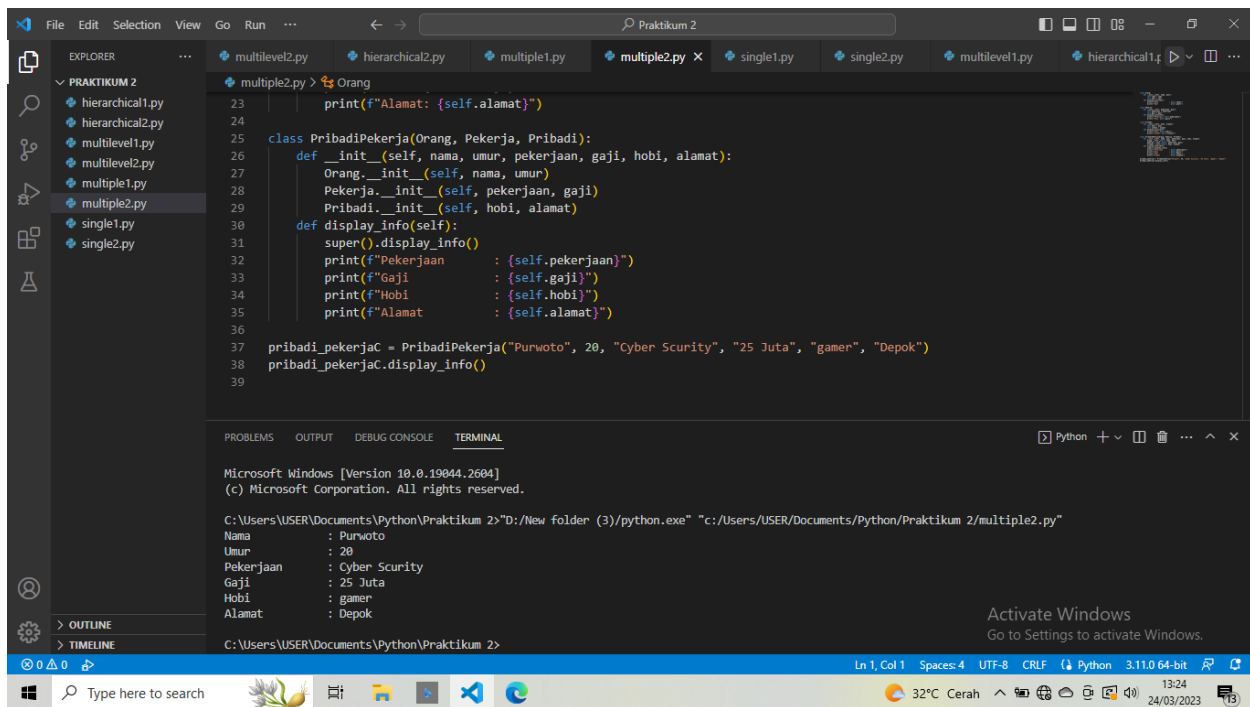 File Edit Selection View Go Run ··· ← → Praktikum 2
EXPLORER ···
PRAKTIKUM 2
hierarchical1.py
hierarchical2.py
multilevel1.py
multilevel2.py
multiple1.py
multiple2.py
single1.py
single2.py
OUTLINE
TIMELINE
multilevel2.py hierarchical2.py multiple1.py multiple2.py single1.py single2.py multilevel1.py hierarchical1.p
multiple2.py > Orang
23 print(f"Alamat: {self.alamat}")
24
25 class PribadiPekerja(Orang, Pekerja, Pribadi):
26 def __init__(self, nama, umur, pekerjaan, gaji, hobi, alamat):
27 Orang.__init__(self, nama, umur)
28 Pekerja.__init__(self, pekerjaan, gaji)
29 Pribadi.__init__(self, hobi, alamat)
30 def display_info(self):
31 super().display_info()
32 print(f"Pekerjaan : {self.pekerjaan}")
33 print(f"Gaji : {self.gaji}")
34 print(f"Hobi : {self.hobi}")
35 print(f"Alamat : {self.alamat}")
36
37 pribadi_pekerjaC = PribadiPekerja("Purwoto", 20, "Cyber Scurity", "25 Juta", "gamer", "Depok")
38 pribadi_pekerjaC.display_info()
39
PROBLEMS OUTPUT DEBUG CONSOLE TERMINAL Python
Microsoft Windows [Version 10.0.19044.2604]
(c) Microsoft Corporation. All rights reserved.
C:\Users\USER\Documents\Python\Praktikum 2>"D:/New folder (3)/python.exe" "c:/Users/USER/Documents/Python/Praktikum 2/multiple2.py"
Nama : Purwoto
Umur : 20
Pekerjaan : Cyber Scurity
Gaji : 25 Juta
Hobi : gamer
Alamat : Depok
C:\Users\USER\Documents\Python\Praktikum 2>
Activate Windows
Go to Settings to activate Windows.
0 0 Ln 1, Col 1 Spaces: 4 UTF-8 CRLF Python 3.11.0 64-bit
Type here to search 32°C Cerah 13:24
24/03/2023 13